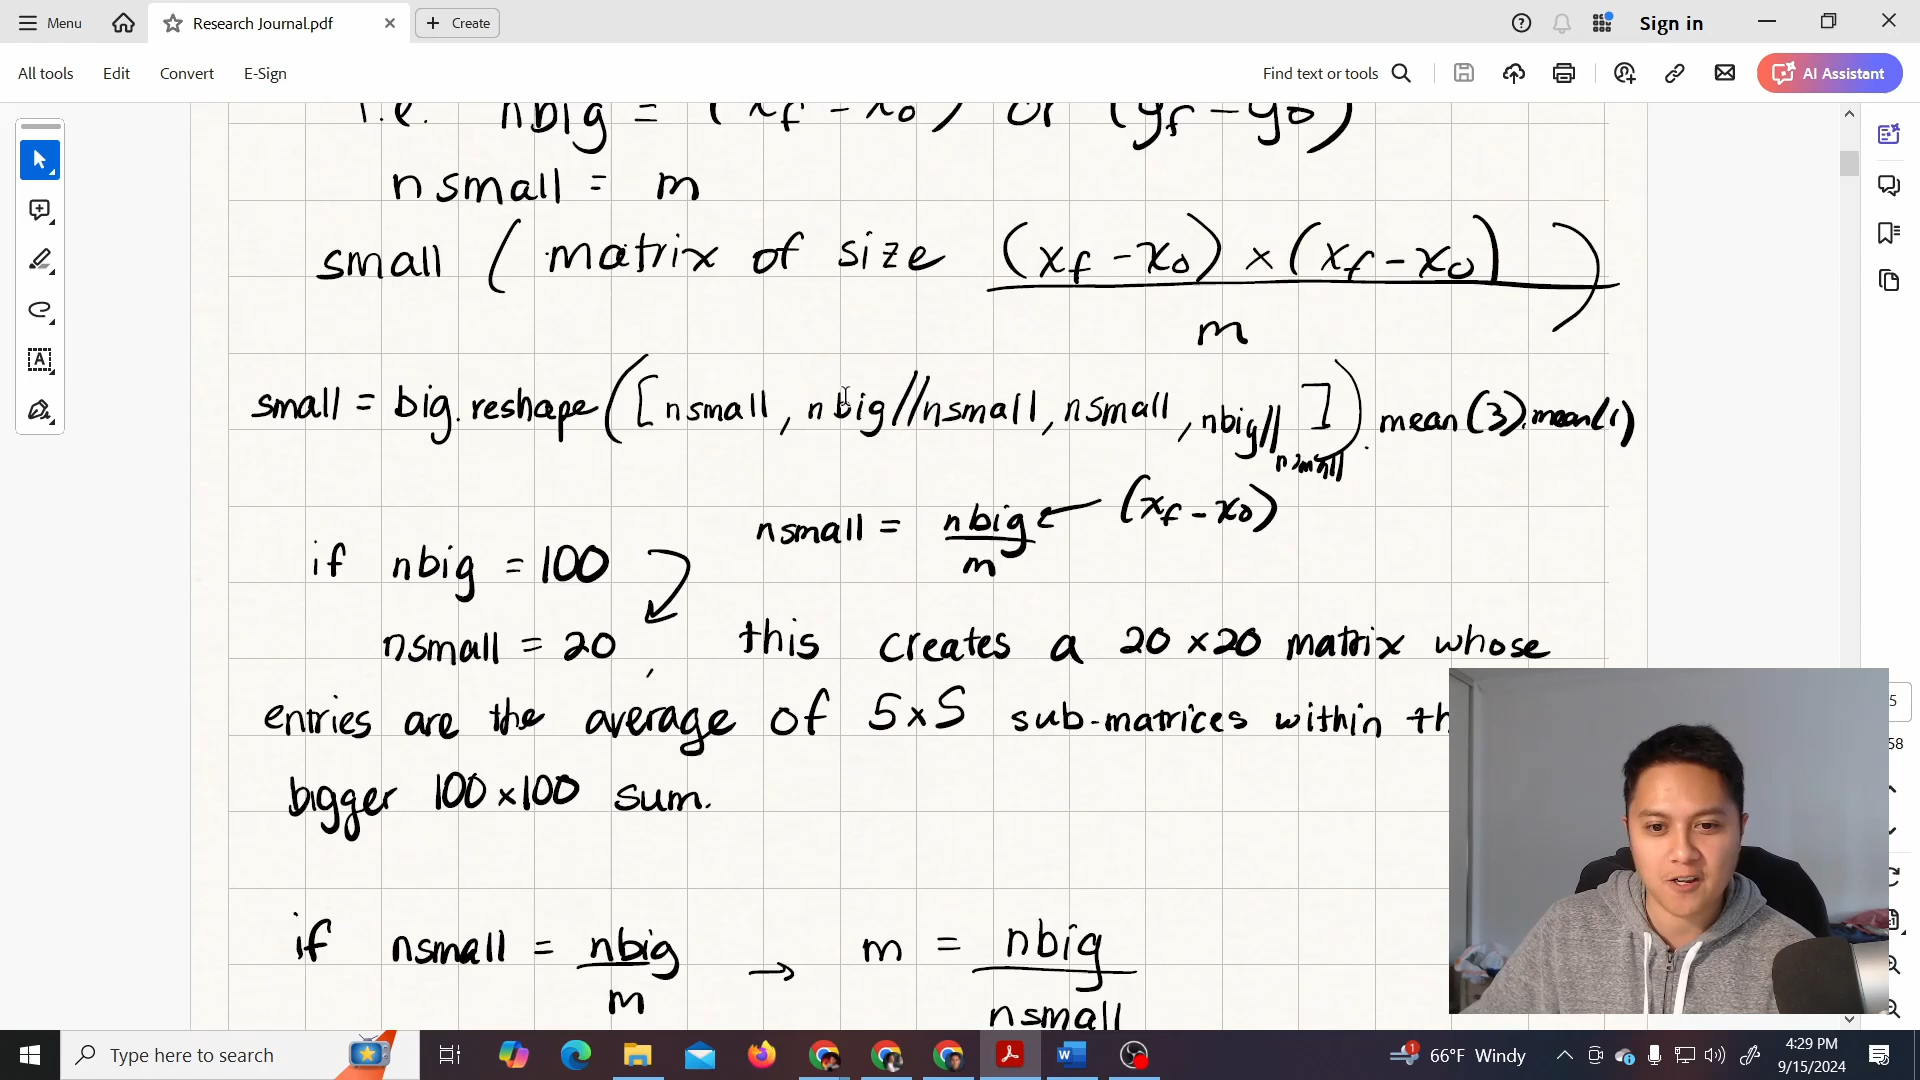 Menu
Research Journal.pdf
Create
Sign in
All tools
Edit
Convert
E-Sign
Find text or tools
AI Assistant
i.e. nbig = (xf - x0) or (yf - y0)
nsmall = m
small ( matrix of size (xf - x0) × (xf - x0) )
m
small = big.reshape([nsmall, nbig//nsmall, nsmall, nbig//nsmall]).mean(3).mean(1)
nsmall = nbig ← (xf - x0)
m
if nbig = 100
nsmall = 20, this creates a 20 x 20 matrix whose
entries are the average of 5x5 sub-matrices within
bigger 100 x 100 sum.
if nsmall = nbig → m = nbig
m nsmall
5
58
Type here to search
1
66°F Windy
4:29 PM
9/15/2024